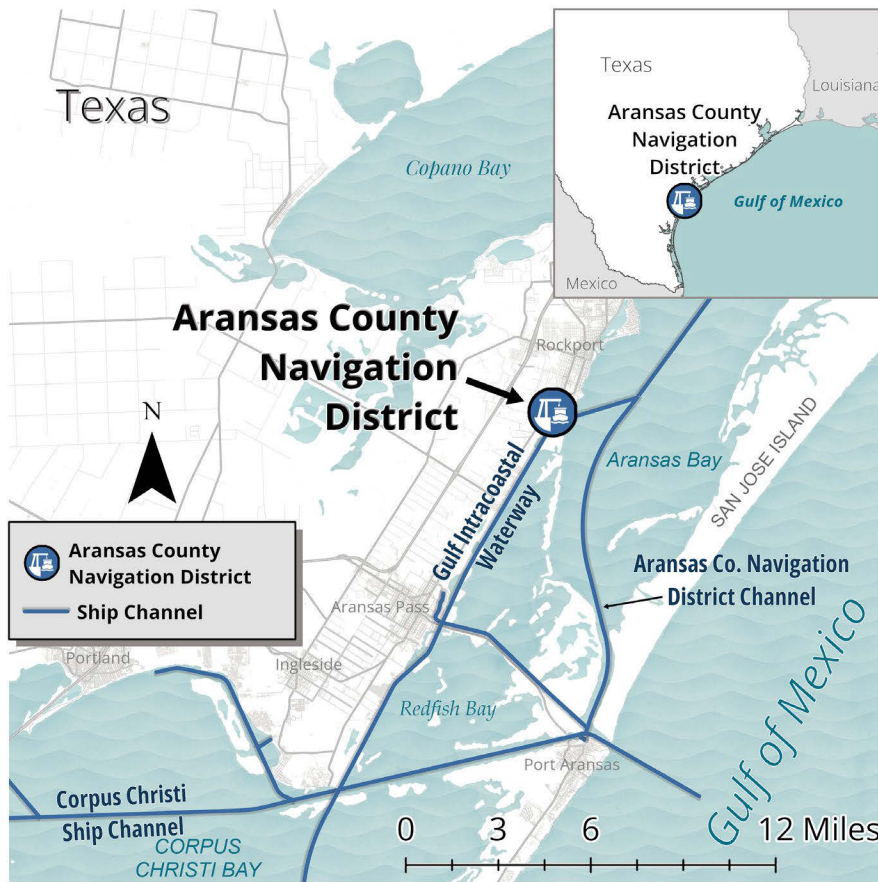 Texas
Copano Bay
Texas
Louisiana
Aransas County
Navigation
District
Gulf of Mexico
Mexico
Aransas County
Navigation
District
Rockport
N
Aransas Bay
SAN JOSE ISLAND
Gulf Intracoastal
Waterway
Aransas County
Navigation District
Ship Channel
Aransas Co. Navigation
District Channel
Aransas Pass
Portland
Ingleside
Redfish Bay
Gulf of Mexico
Port Aransas
Corpus Christi
Ship Channel
CORPUS
CHRISTI BAY
0 3 6 12 Miles